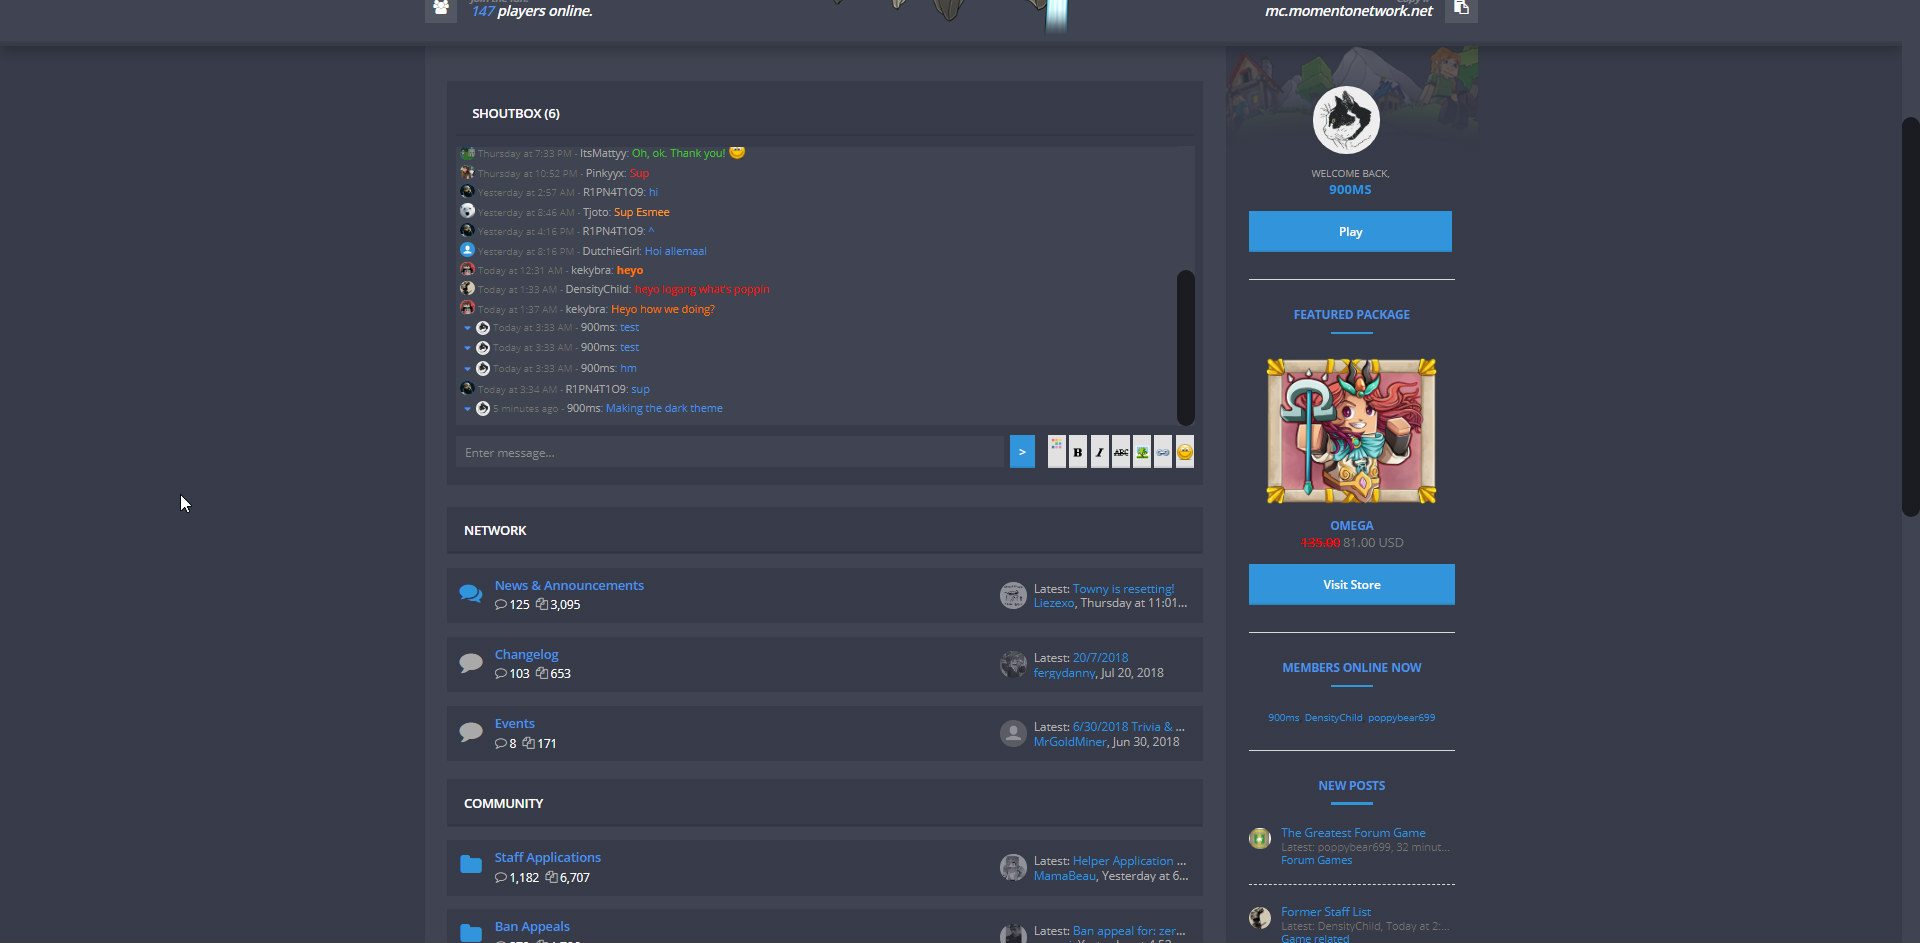 147 players online.
mc.momentonetwork.net
SHOUTBOX (6)
Thursday at 7:33 PM - ItsMattyy: Oh, ok. Thank you!
Thursday at 10:52 PM - Pinkyyx: Sup
Yesterday at 2:57 AM - R1PN4T1O9: hi
Yesterday at 8:46 AM - Tjoto: Sup Esmee
Yesterday at 4:16 PM - R1PN4T1O9: ^
Yesterday at 8:16 PM - DutchieGirl: Hoi allemaal
Today at 12:31 AM - kekybra: heyo
Today at 1:33 AM - DensityChild: heyo logang what's poppin
Today at 1:37 AM - kekybra: Heyo how we doing?
Today at 3:33 AM - 900ms: test
Today at 3:33 AM - 900ms: test
Today at 3:33 AM - 900ms: hm
Today at 3:34 AM - R1PN4T1O9: sup
5 minutes ago - 900ms: Making the dark theme
Enter message...
>
B I ABC
NETWORK
News & Announcements
125 3,095
Latest: Towny is resetting!
Liezexo, Thursday at 11:01...
Changelog
103 653
Latest: 20/7/2018
fergydanny, Jul 20, 2018
Events
8 171
Latest: 6/30/2018 Trivia & ...
MrGoldMiner, Jun 30, 2018
COMMUNITY
Staff Applications
1,182 6,707
Latest: Helper Application ...
MamaBeau, Yesterday at 6...
Ban Appeals
Latest: Ban appeal for: zer...
WELCOME BACK,
900MS
Play
FEATURED PACKAGE
OMEGA
135.00 81.00 USD
Visit Store
MEMBERS ONLINE NOW
900ms DensityChild poppybear699
NEW POSTS
The Greatest Forum Game
Latest: poppybear699, 32 minut...
Forum Games
Former Staff List
Latest: DensityChild, Today at 2:...
Game related